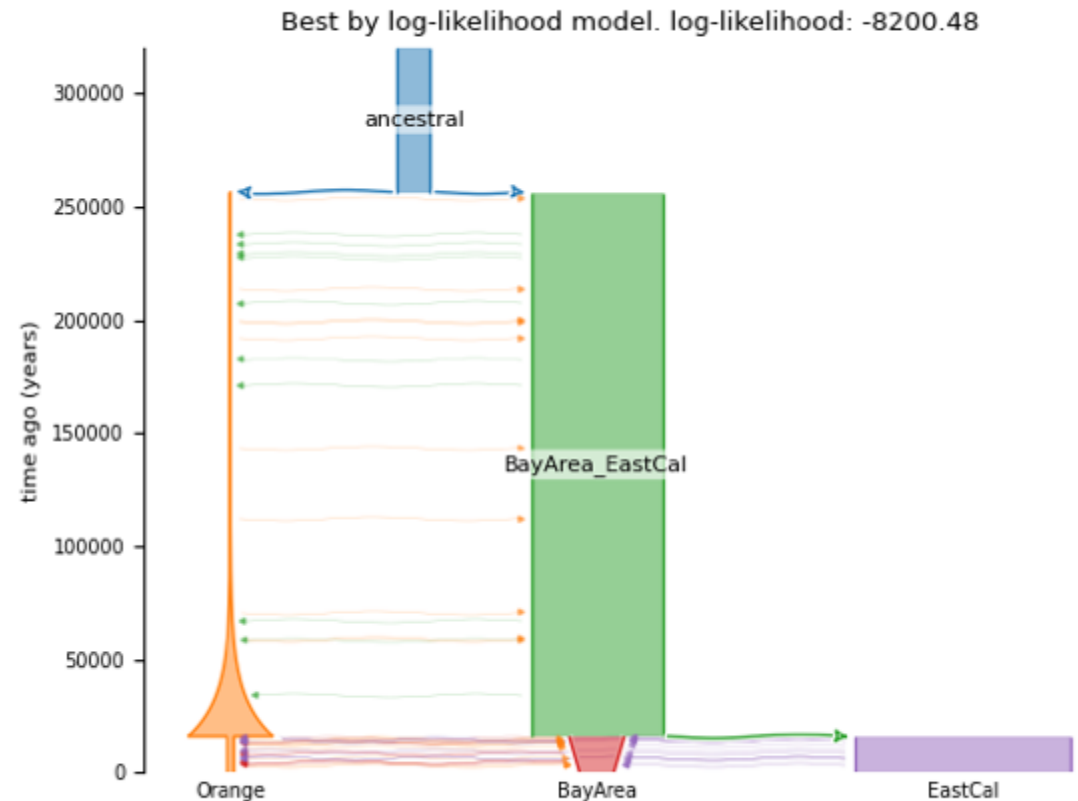 Best by log-likelihood model. log-likelihood: -8200.48
300000
ancestral
250000
200000
time ago (years)
150000
BayArea_EastCal
100000
50000
0
Orange
BayArea
EastCal